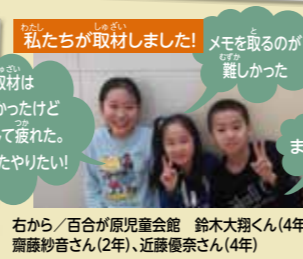 私たちが取材しました!
取材は
かったけど
て疲れた。
たやりたい!
メモを取るのが
難しかった
ま
右から／百合が原児童会館　鈴木大翔くん(4年
齋藤紗音さん(2年)、近藤優奈さん(4年)